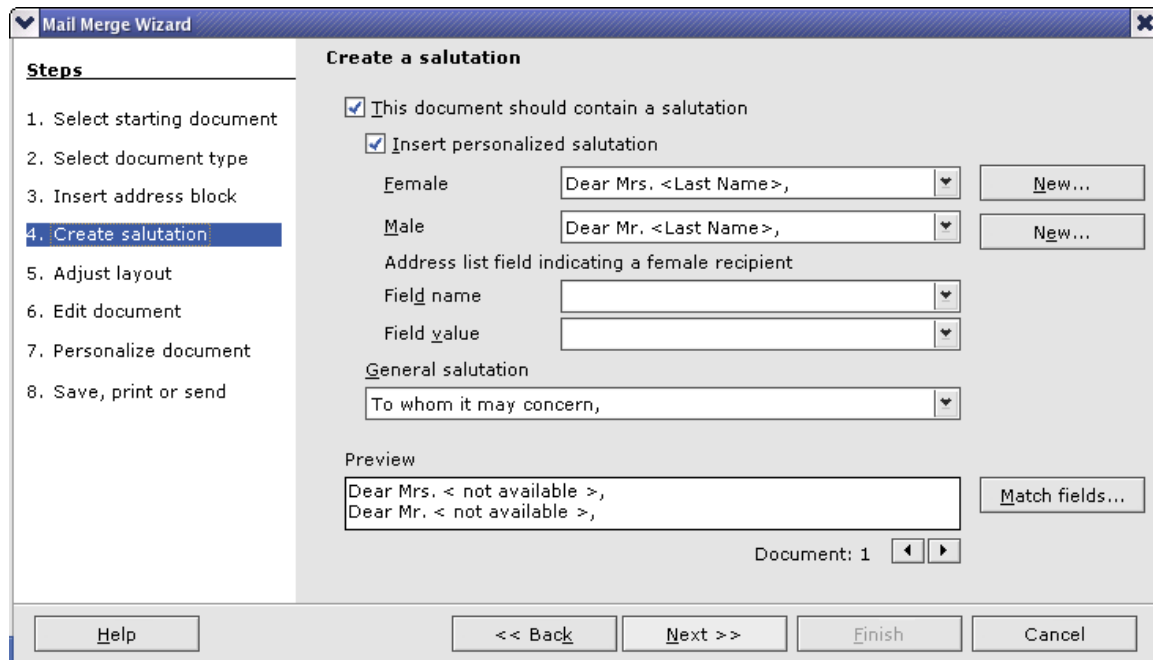 Mail Merge Wizard
Steps
1. Select starting document
2. Select document type
3. Insert address block
4. Create salutation
5. Adjust layout
6. Edit document
7. Personalize document
8. Save, print or send
Create a salutation
This document should contain a salutation
Insert personalized salutation
Female Dear Mrs. <Last Name>, New...
Male Dear Mr. <Last Name>, New...
Address list field indicating a female recipient
Field name
Field value
General salutation
To whom it may concern,
Preview
Dear Mrs. < not available >,
Dear Mr. < not available >,
Match fields...
Document: 1
Help << Back Next >> Finish Cancel